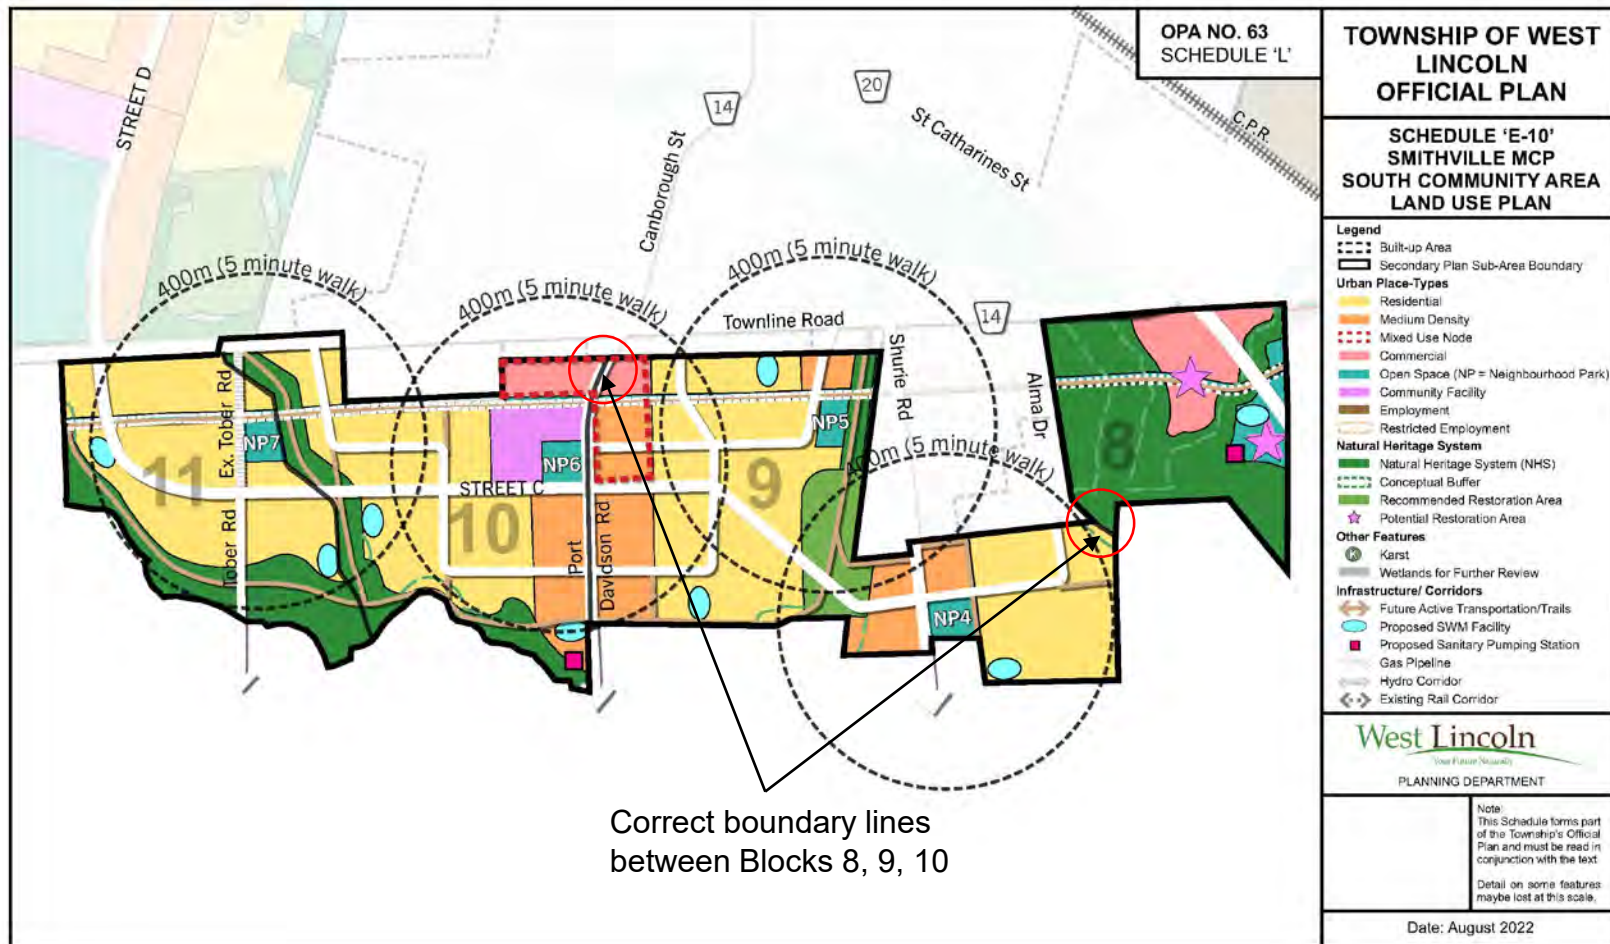 OPA NO. 63
SCHEDULE ‘L’
TOWNSHIP OF WEST
LINCOLN
OFFICIAL PLAN
SCHEDULE ‘E-10’
SMITHVILLE MCP
SOUTH COMMUNITY AREA
LAND USE PLAN
Legend
Built-up Area
Secondary Plan Sub-Area Boundary
Urban Place-Types
Residential
Medium Density
Mixed Use Node
Commercial
Open Space (NP = Neighbourhood Park)
Community Facility
Employment
Restricted Employment
Natural Heritage System
Natural Heritage System (NHS)
Conceptual Buffer
Recommended Restoration Area
Potential Restoration Area
Other Features
K
Karst
Wetlands for Further Review
Infrastructure/ Corridors
Future Active Transportation/Trails
Proposed SWM Facility
Proposed Sanitary Pumping Station
Gas Pipeline
Hydro Corridor
Existing Rail Corridor
West Lincoln
Your Future Naturally
PLANNING DEPARTMENT
Note:
This Schedule forms part
of the Township's Official
Plan and must be read in
conjunction with the text
Detail on some features
maybe lost at this scale.
Date: August 2022
STREET D
14
20
Canborough St
St Catharines St
C.P.R.
400m (5 minute walk)
400m (5 minute walk)
400m (5 minute walk)
Townline Road
14
Shurie Rd
Alma Dr
Ex. Tober Rd
NP7
NP6
NP5
400m (5 minute walk)
8
11
STREET C
10
9
Tober Rd
Port
Davidson Rd
NP4
Correct boundary lines
between Blocks 8, 9, 10